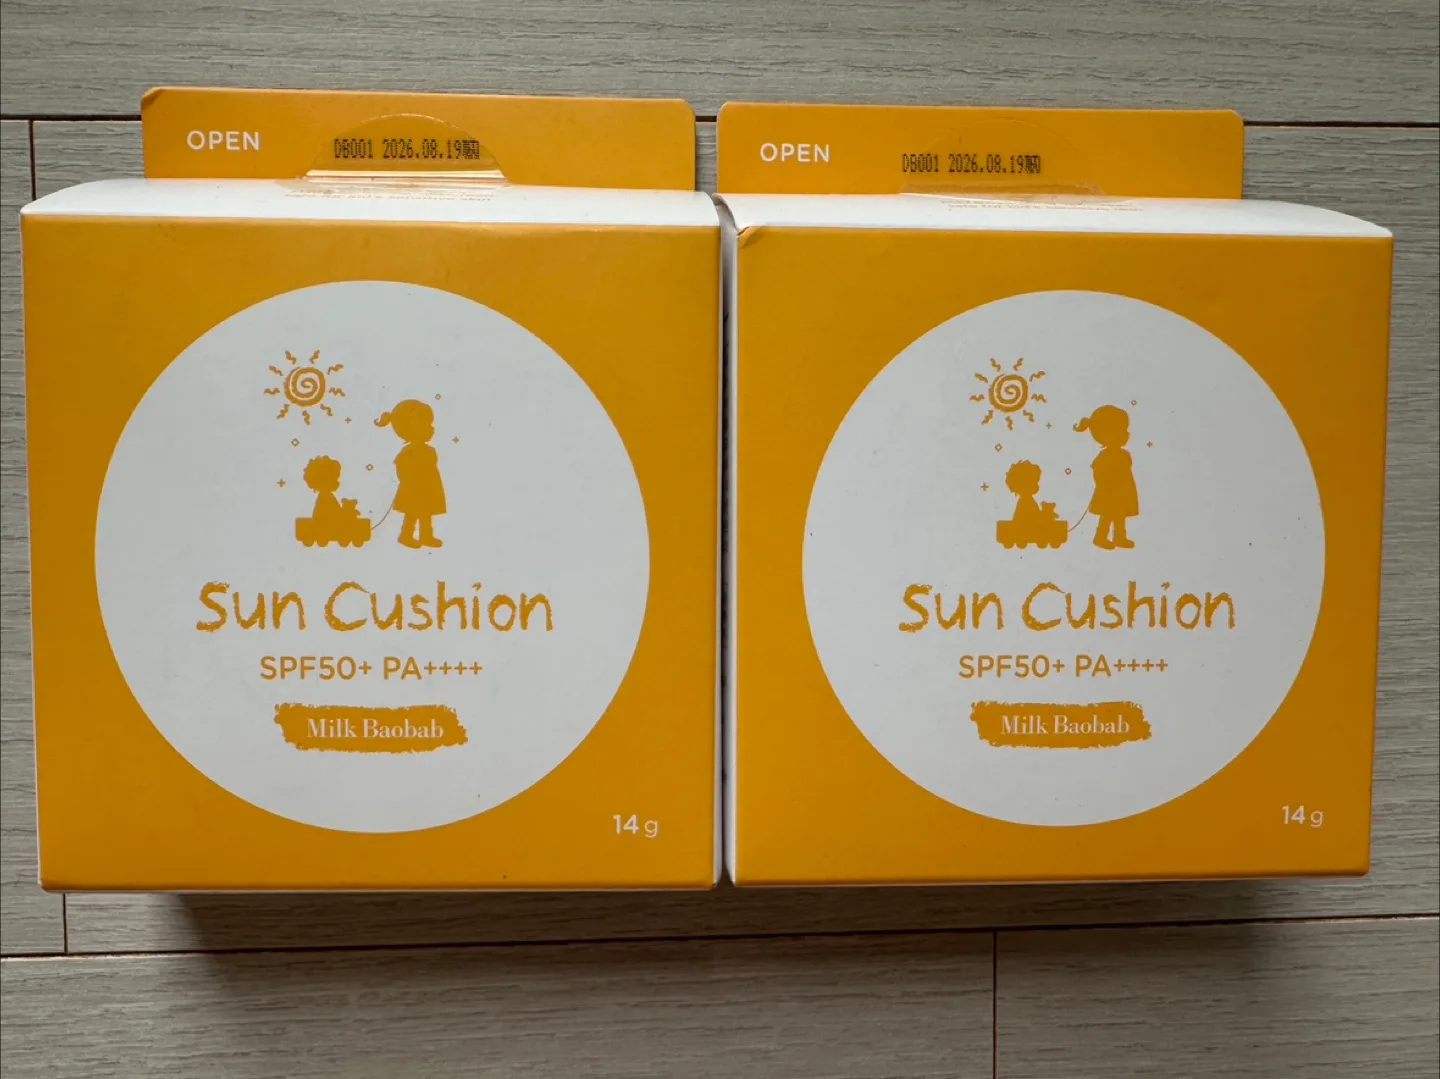 OPEN
DB001 2026.08.19
Sun Cushion
SPF50+ PA++++
Milk Baobab
14g
OPEN
DB001 2026.08.19
Sun Cushion
SPF50+ PA++++
Milk Baobab
14g